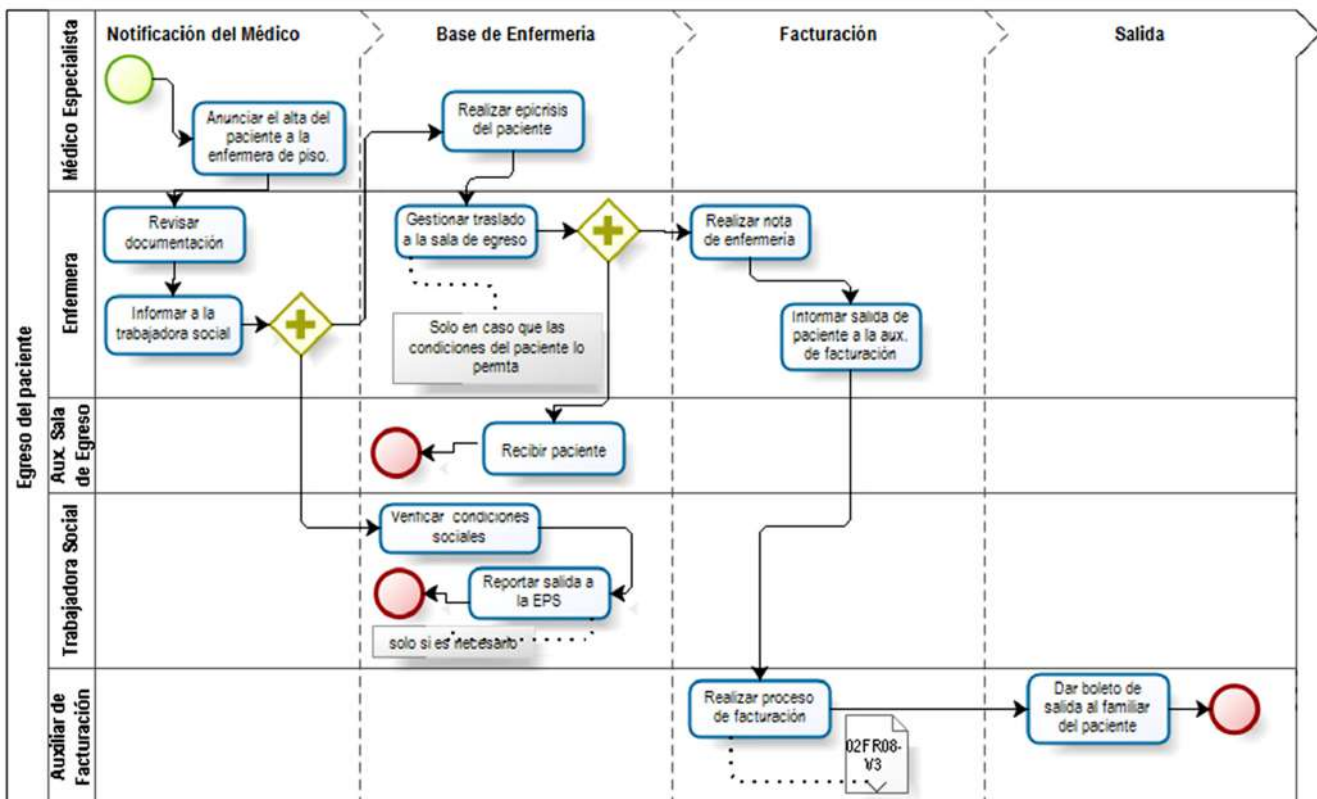 Egreso del paciente
Notificación del Médico
Base de Enfermería
Facturación
Salida
Médico Especialista
Anunciar el alta del
paciente a la
enfermera de piso.
Realizar epicrisis
del paciente
Enfermera
Revisar
documentación
Informar a la
trabajadora social
Gestionar traslado
a la sala de egreso
Solo en caso que las
condiciones del paciente lo
permta
Realizar nota
de enfermería
Informar salida de
paciente a la aux.
de facturación
Aux. Sala
de Egreso
Recibir paciente
Trabajadora Social
Verificar condiciones
sociales
Reportar salida a
la EPS
solo si es necesario
Auxiliar de
Facturación
Realizar proceso
de facturación
02FR08-
V3
Dar boleto de
salida al familiar
del paciente